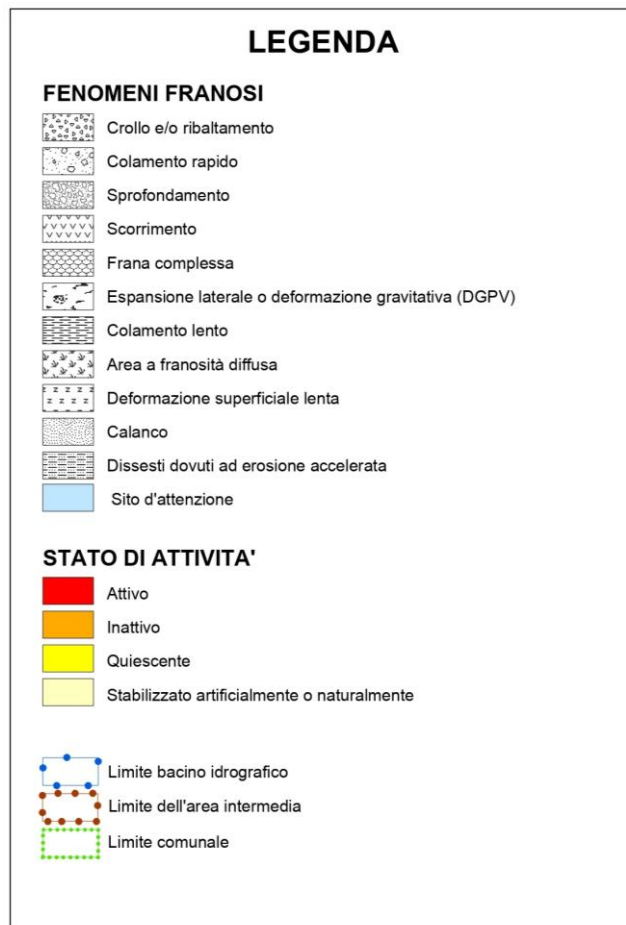 LEGENDA
FENOMENI FRANOSI
Crollo e/o ribaltamento
Colamento rapido
Sprofondamento
Scorrimento
Frana complessa
Espansione laterale o deformazione gravitativa (DGPV)
Colamento lento
Area a franosità diffusa
Deformazione superficiale lenta
Calanco
Dissesti dovuti ad erosione accelerata
Sito d'attenzione
STATO DI ATTIVITA'
Attivo
Inattivo
Quiescente
Stabilizzato artificialmente o naturalmente
Limite bacino idrografico
Limite dell'area intermedia
Limite comunale